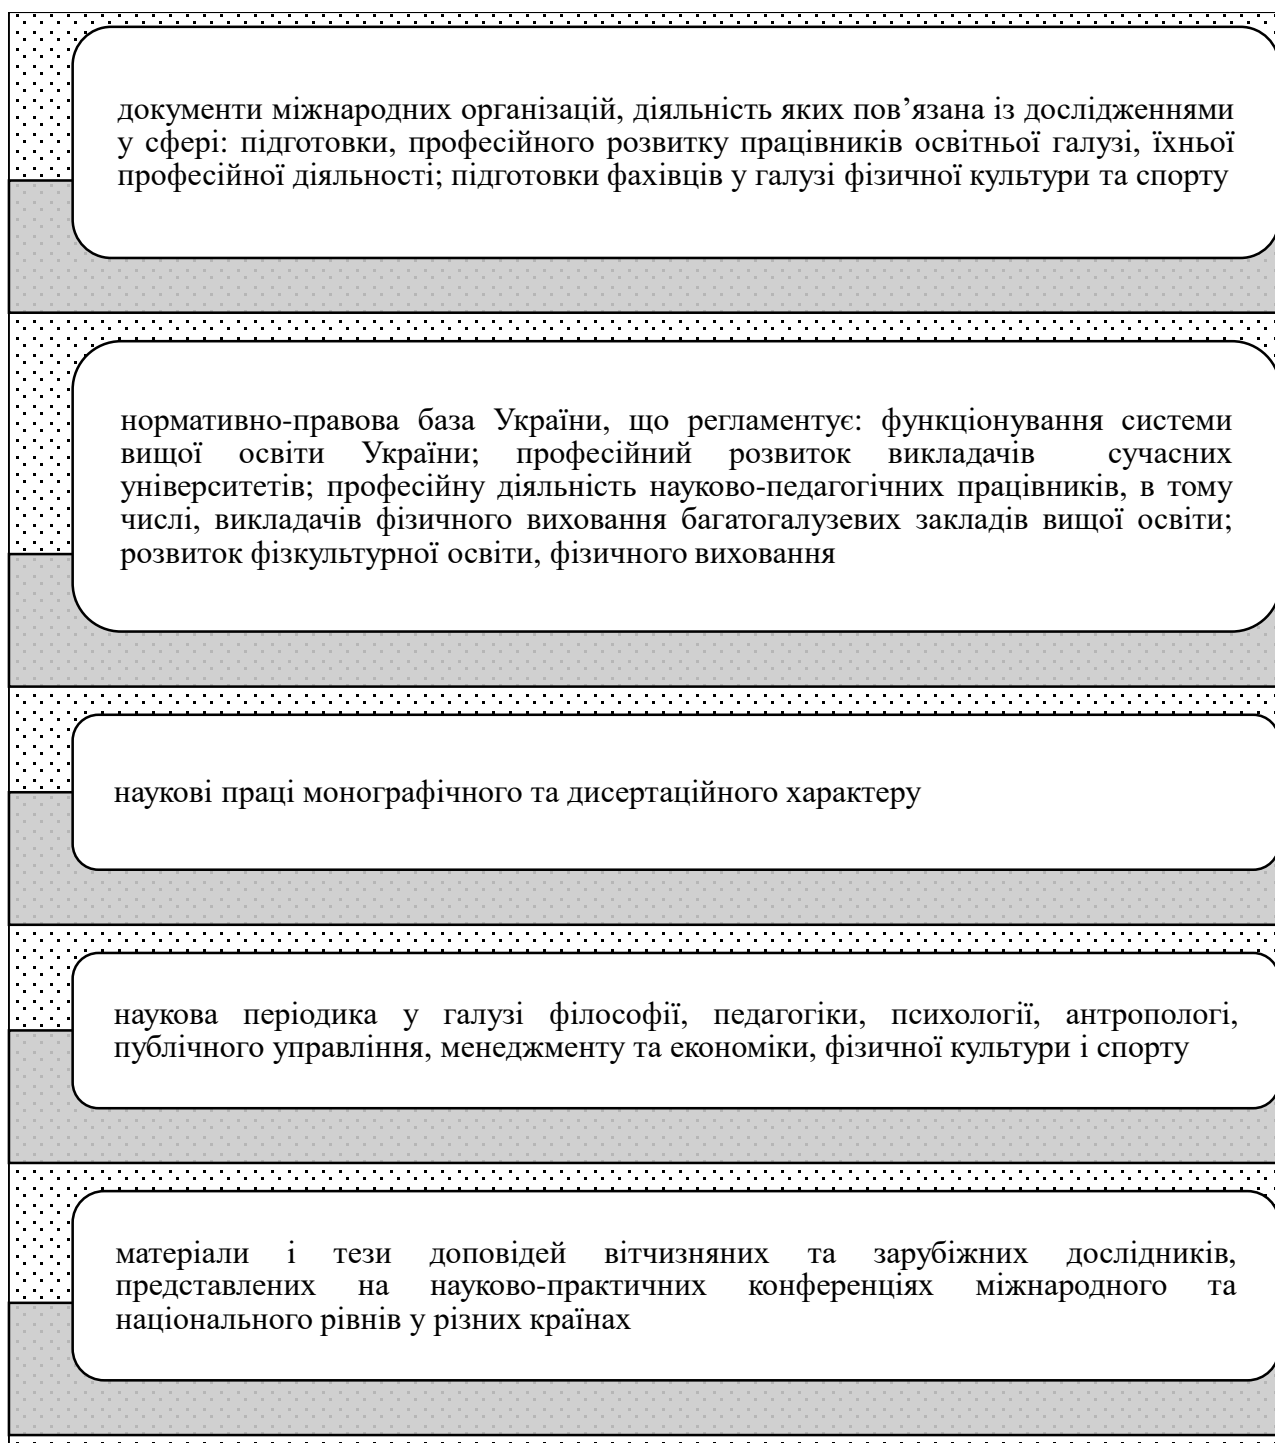 документи міжнародних організацій, діяльність яких пов’язана із дослідженнями
у сфері: підготовки, професійного розвитку працівників освітньої галузі, їхньої
професійної діяльності; підготовки фахівців у галузі фізичної культури та спорту
нормативно-правова база України, що регламентує: функціонування системи
вищої освіти України; професійний розвиток викладачів сучасних
університетів; професійну діяльність науково-педагогічних працівників, в тому
числі, викладачів фізичного виховання багатогалузевих закладів вищої освіти;
розвиток фізкультурної освіти, фізичного виховання
наукові праці монографічного та дисертаційного характеру
наукова періодика у галузі філософії, педагогіки, психології, антропологі,
публічного управління, менеджменту та економіки, фізичної культури і спорту
матеріали і тези доповідей вітчизняних та зарубіжних дослідників,
представлених на науково-практичних конференціях міжнародного та
національного рівнів у різних країнах